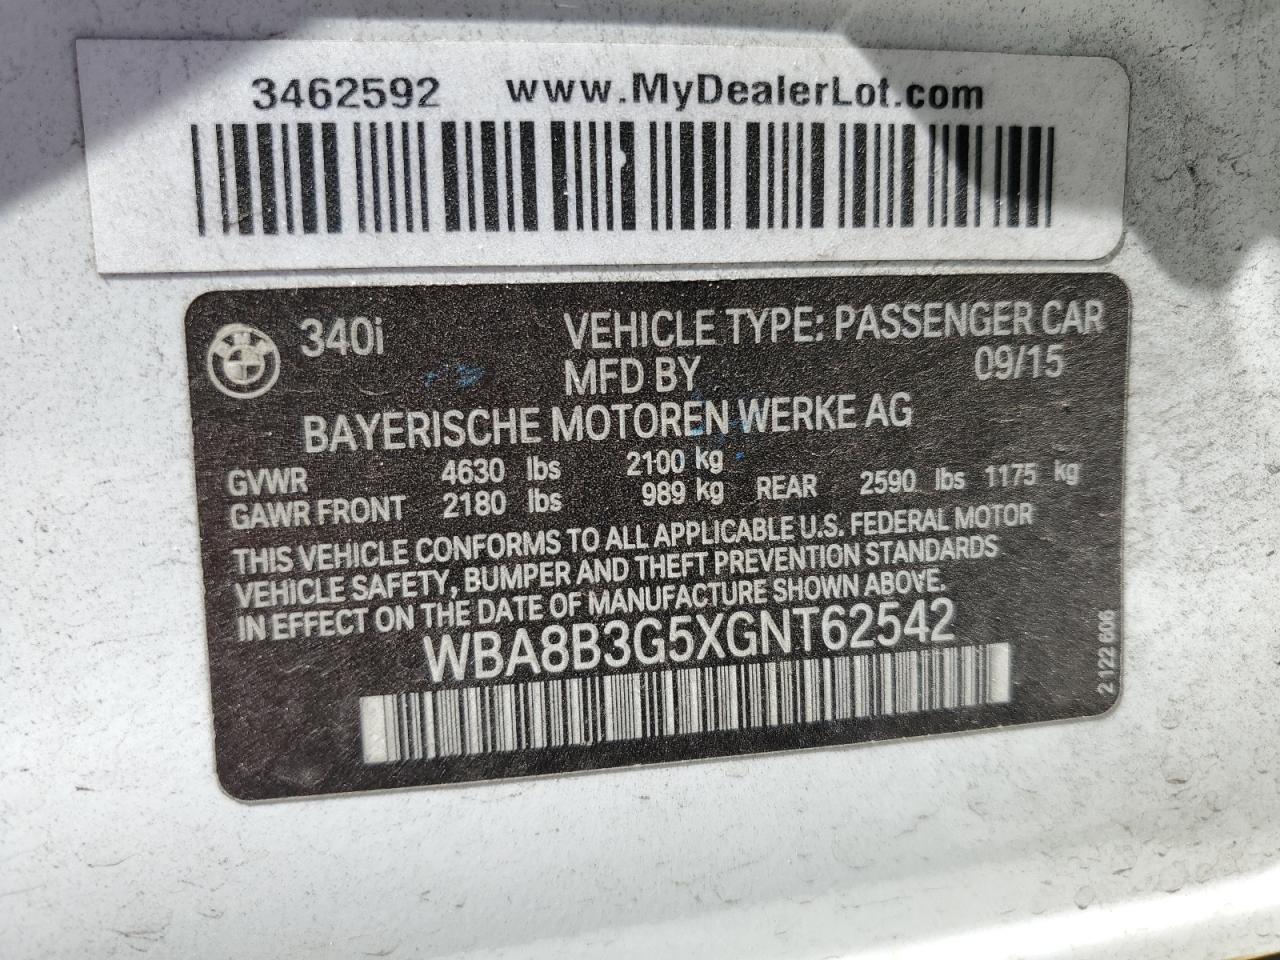 3462592 www.MyDealerLot.com
340i VEHICLE TYPE: PASSENGER CAR
MFD BY 09/15
BAYERISCHE MOTOREN WERKE AG
GVWR 4630 lbs 2100 kg
GAWR FRONT 2180 lbs 989 kg REAR 2590 lbs 1175 kg
THIS VEHICLE CONFORMS TO ALL APPLICABLE U.S. FEDERAL MOTOR
VEHICLE SAFETY, BUMPER AND THEFT PREVENTION STANDARDS
IN EFFECT ON THE DATE OF MANUFACTURE SHOWN ABOVE.
WBA8B3G5XGNT62542
2 122 606
BMW